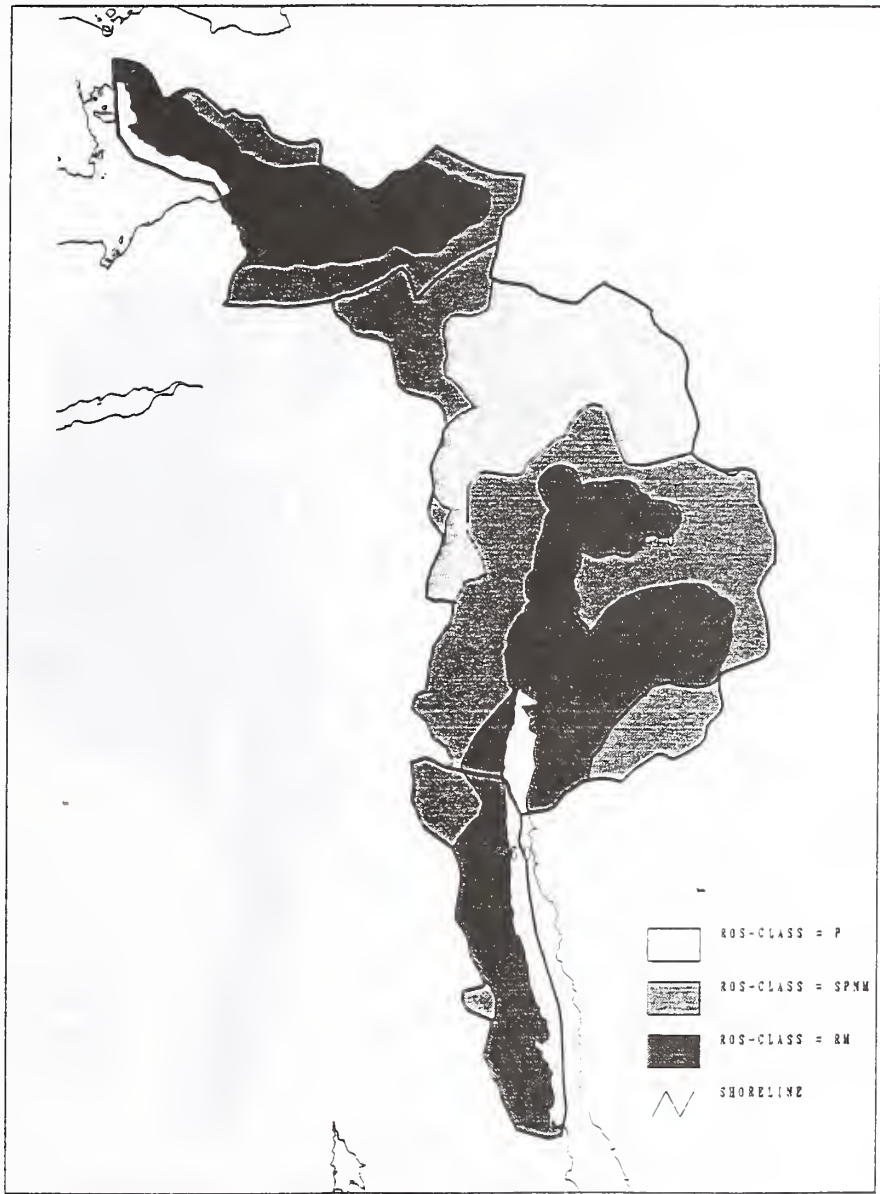 ROS-CLASS = P
ROS-CLASS = SPNM
ROS-CLASS = RM
SHORELINE